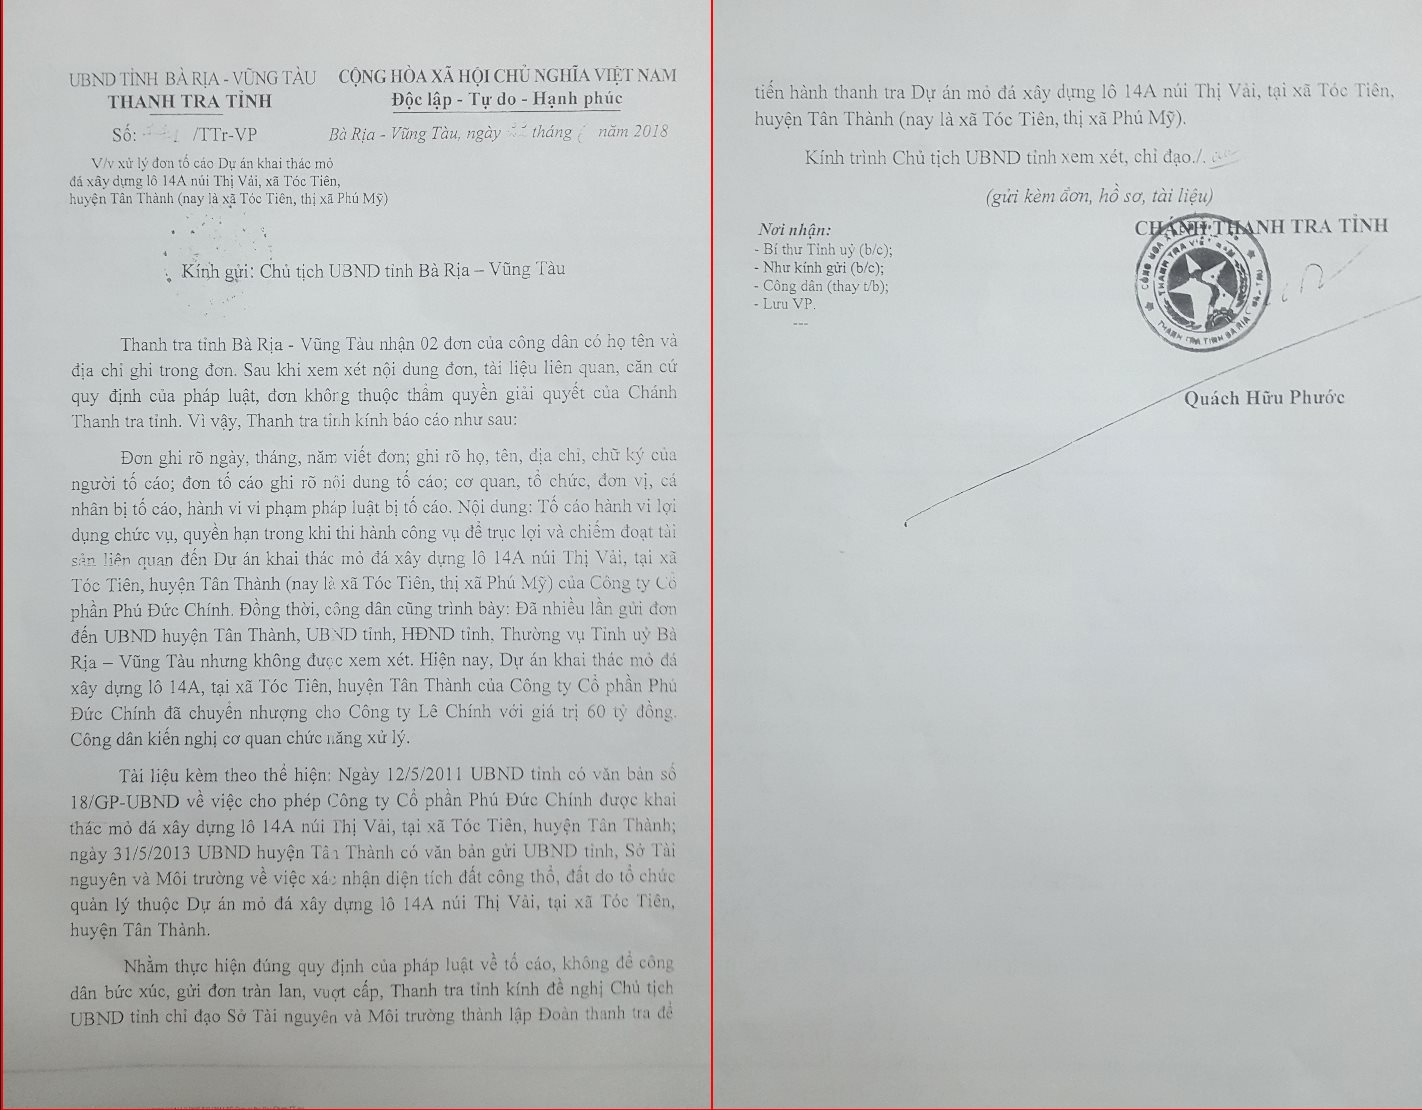 UBND TỈNH BÀ RỊA - VŨNG TÀU
THANH TRA TỈNH
Số: /TTr-VP
V/v xử lý đơn tố cáo Dự án khai thác mỏ
đá xây dựng lô 14A núi Thị Vải, xã Tóc Tiên,
huyện Tân Thành (nay là xã Tóc Tiên, thị xã Phú Mỹ)
CỘNG HÒA XÃ HỘI CHỦ NGHĨA VIỆT NAM
Độc lập - Tự do - Hạnh phúc
Bà Rịa - Vũng Tàu, ngày tháng năm 2018
Kính gửi: Chủ tịch UBND tỉnh Bà Rịa – Vũng Tàu
Thanh tra tỉnh Bà Rịa - Vũng Tàu nhận 02 đơn của công dân có họ tên và
địa chỉ ghi trong đơn. Sau khi xem xét nội dung đơn, tài liệu liên quan, căn cứ
quy định của pháp luật, đơn không thuộc thẩm quyền giải quyết của Chánh
Thanh tra tỉnh. Vì vậy, Thanh tra tỉnh kính báo cáo như sau:
Đơn ghi rõ ngày, tháng, năm viết đơn; ghi rõ họ, tên, địa chỉ, chữ ký của
người tố cáo; đơn tố cáo ghi rõ nội dung tố cáo; cơ quan, tổ chức, đơn vị, cá
nhân bị tố cáo, hành vi vi phạm pháp luật bị tố cáo. Nội dung: Tố cáo hành vi lợi
dụng chức vụ, quyền hạn trong khi thi hành công vụ để trục lợi và chiếm đoạt tài
sản liên quan đến Dự án khai thác mỏ đá xây dựng lô 14A núi Thị Vải, tại xã
Tóc Tiên, huyện Tân Thành (nay là xã Tóc Tiên, thị xã Phú Mỹ) của Công ty Cổ
phần Phú Đức Chính. Đồng thời, công dân cũng trình bày: Đã nhiều lần gửi đơn
đến UBND huyện Tân Thành, UBND tỉnh, HĐND tỉnh, Thường vụ Tỉnh uỷ Bà
Rịa – Vũng Tàu nhưng không được xem xét. Hiện nay, Dự án khai thác mỏ đá
xây dựng lô 14A, tại xã Tóc Tiên, huyện Tân Thành của Công ty Cổ phần Phú
Đức Chính đã chuyển nhượng cho Công ty Lê Chính với giá trị 60 tỷ đồng.
Công dân kiến nghị cơ quan chức năng xử lý.
Tài liệu kèm theo thể hiện: Ngày 12/5/2011 UBND tỉnh có văn bản số
18/GP-UBND về việc cho phép Công ty Cổ phần Phú Đức Chính được khai
thác mỏ đá xây dựng lô 14A núi Thị Vải, tại xã Tóc Tiên, huyện Tân Thành;
ngày 31/5/2013 UBND huyện Tân Thành có văn bản gửi UBND tỉnh, Sở Tài
nguyên và Môi trường về việc xác nhận diện tích đất công thổ, đất do tổ chức
quản lý thuộc Dự án mỏ đá xây dựng lô 14A núi Thị Vải, tại xã Tóc Tiên,
huyện Tân Thành.
Nhằm thực hiện đúng quy định của pháp luật về tố cáo, không để công
dân bức xúc, gửi đơn tràn lan, vượt cấp, Thanh tra tỉnh kính đề nghị Chủ tịch
UBND tỉnh chỉ đạo Sở Tài nguyên và Môi trường thành lập Đoàn thanh tra để
tiến hành thanh tra Dự án mỏ đá xây dựng lô 14A núi Thị Vải, tại xã Tóc Tiên,
huyện Tân Thành (nay là xã Tóc Tiên, thị xã Phú Mỹ).
Kính trình Chủ tịch UBND tỉnh xem xét, chỉ đạo./.
(gửi kèm đơn, hồ sơ, tài liệu)
Nơi nhận:
- Bí thư Tỉnh uỷ (b/c);
- Như kính gửi (b/c);
- Công dân (thay t/b);
- Lưu VP.
CHÁNH THANH TRA TỈNH
Quách Hữu Phước